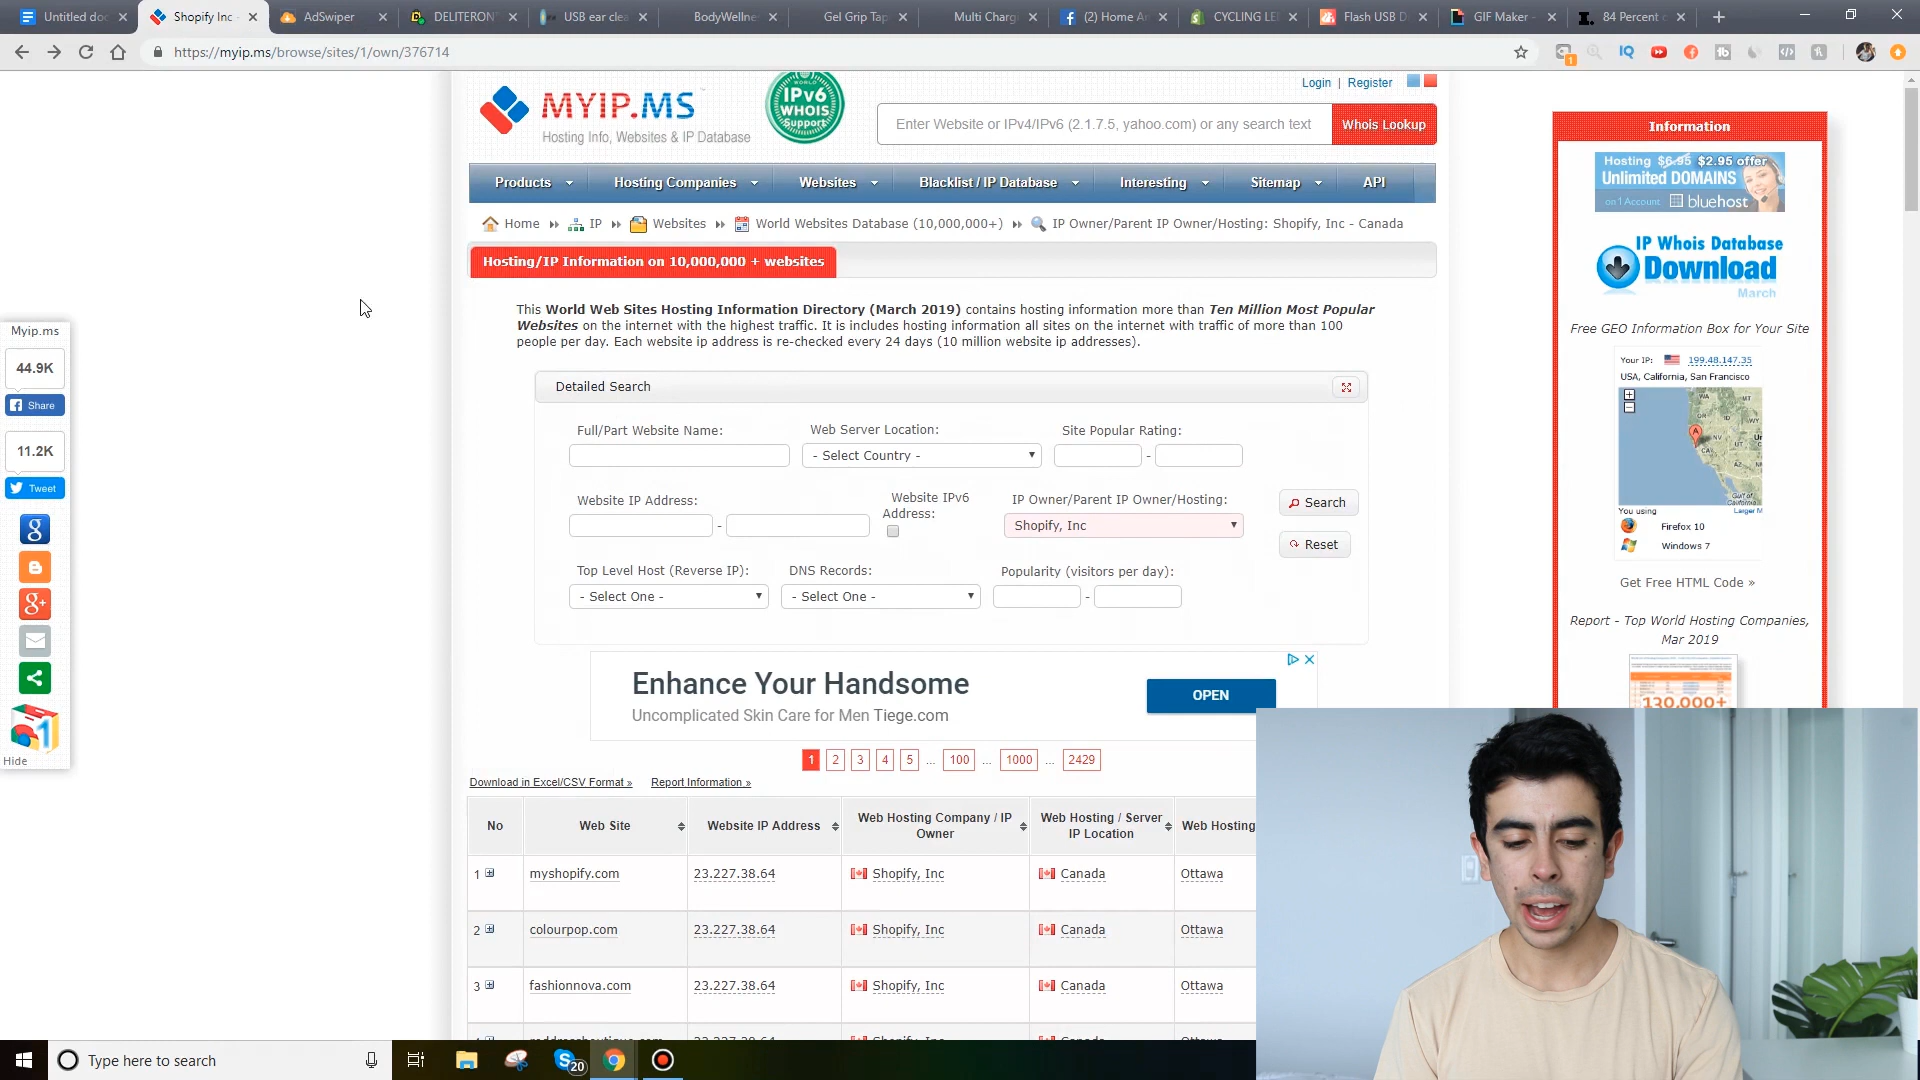 Untitled doc
Shopify Inc -
AdSwiper
DELITERON
USB ear clea
BodyWellne
Gel Grip Tap
Multi Charg
(2) Home A
CYCLING LE
Flash USB D
GIF Maker -
84 Percent
https://myip.ms/browse/sites/1/own/376714
MYIP.MS
Hosting Info, Websites & IP Database
IPv6
WHOIS
Support
Login | Register
Enter Website or IPv4/IPv6 (2.1.7.5, yahoo.com) or any search text
Whois Lookup
Products
Hosting Companies
Websites
Blacklist / IP Database
Interesting
Sitemap
API
Home
IP
Websites
World Websites Database (10,000,000+)
IP Owner/Parent IP Owner/Hosting: Shopify, Inc - Canada
Hosting/IP Information on 10,000,000 + websites
This World Web Sites Hosting Information Directory (March 2019) contains hosting information more than Ten Million Most Popular
Websites on the internet with the highest traffic. It is includes hosting information all sites on the internet with traffic of more than 100
people per day. Each website ip address is re-checked every 24 days (10 million website ip addresses).
Detailed Search
Full/Part Website Name:
Web Server Location:
- Select Country -
Site Popular Rating:
-
Website IP Address:
-
Website IPv6
Address:
IP Owner/Parent IP Owner/Hosting:
Shopify, Inc
Search
Reset
Top Level Host (Reverse IP):
- Select One -
DNS Records:
- Select One -
Popularity (visitors per day):
-
Enhance Your Handsome
Uncomplicated Skin Care for Men Tiege.com
OPEN
1 2 3 4 5 ... 100 ... 1000 ... 2429
Download in Excel/CSV Format »
Report Information »
No
Web Site
Website IP Address
Web Hosting Company / IP
Owner
Web Hosting / Server
IP Location
Web Hosting
1 myshopify.com 23.227.38.64 Shopify, Inc Canada Ottawa
2 colourpop.com 23.227.38.64 Shopify, Inc Canada Ottawa
3 fashionnova.com 23.227.38.64 Shopify, Inc Canada Ottawa
Myip.ms
44.9K
Share
11.2K
Tweet
Hide
Information
Hosting $6.95 $2.95 offer
Unlimited DOMAINS
on 1 Account
bluehost
IP Whois Database
Download
March
Free GEO Information Box for Your Site
Your IP: 199.48.147.35
USA, California, San Francisco
You using
Firefox 10
Windows 7
Get Free HTML Code »
Report - Top World Hosting Companies,
Mar 2019
130,000+
Type here to search
20